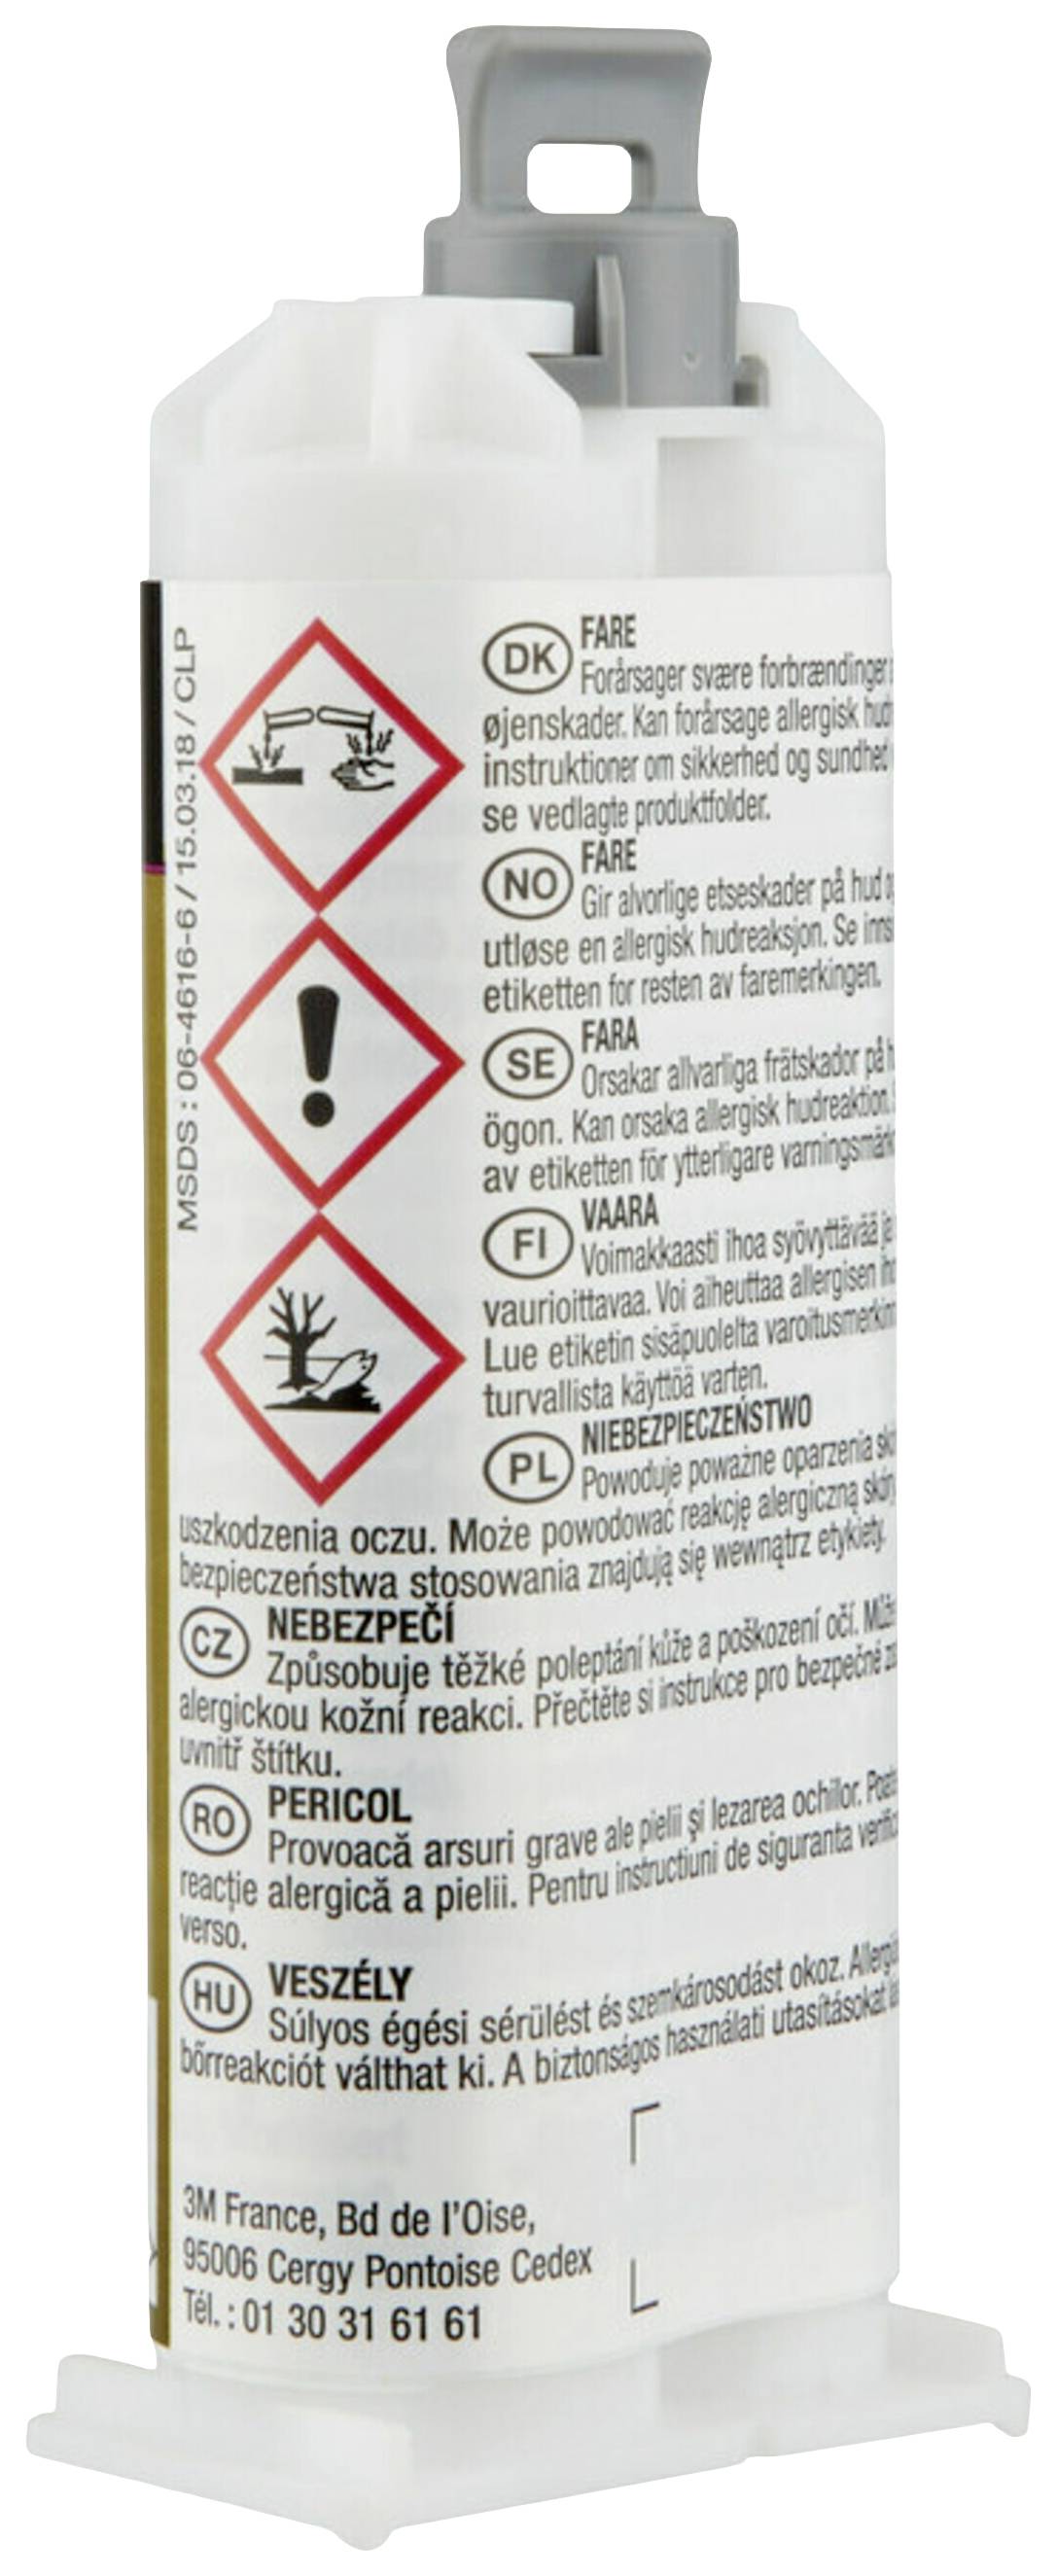 MSDS : 06-4616-6 / 15.03.18 / CLP
DK FARE
Forårsager svære forbrændinger
øjenskader. Kan forårsage allergisk
instruktioner om sikkerhed og sundhed
se vedlagte produktfolder.
NO FARE
Gir alvorlige etseskader på hud
utløse en allergisk hudreaksjon. Se
etiketten for resten av faremerkingen.
SE FARA
Orsakar allvarliga frätskador på
ögon. Kan orsaka allergisk hudreaktion.
av etiketten för ytterligare
FI VAARA
Voimakkaasti ihoa syövyttävää ja
vaurioittavaa. Voi aiheuttaa allergisen
Lue etiketin sisäpuolelta
turvallista käyttöä varten.
PL NIEBEZPIECZEŃSTWO
Powoduje poważne oparzenia
uszkodzenia oczu. Może powodować reakcję alergiczną skóry
bezpieczeństwa stosowania znajdują się wewnątrz etykiety.
CZ NEBEZPEČÍ
Způsobuje těžké poleptání kůže a poškození očí. Může
alergickou kožní reakci. Přečtěte si instrukce pro bezpečné
uvnitř štítku.
RO PERICOL
Provoacă arsuri grave ale pielii şi lezarea ochilor. Poate
reacţie alergică a pielii. Pentru instructiuni de siguranta
verso.
HU VESZÉLY
Súlyos égési sérülést és szemkárosodást okoz.
bőrreakciót válthat ki. A biztonságos használati utasításokat
3M France, Bd de l'Oise,
95006 Cergy Pontoise Cedex
Tél. : 01 30 31 61 61